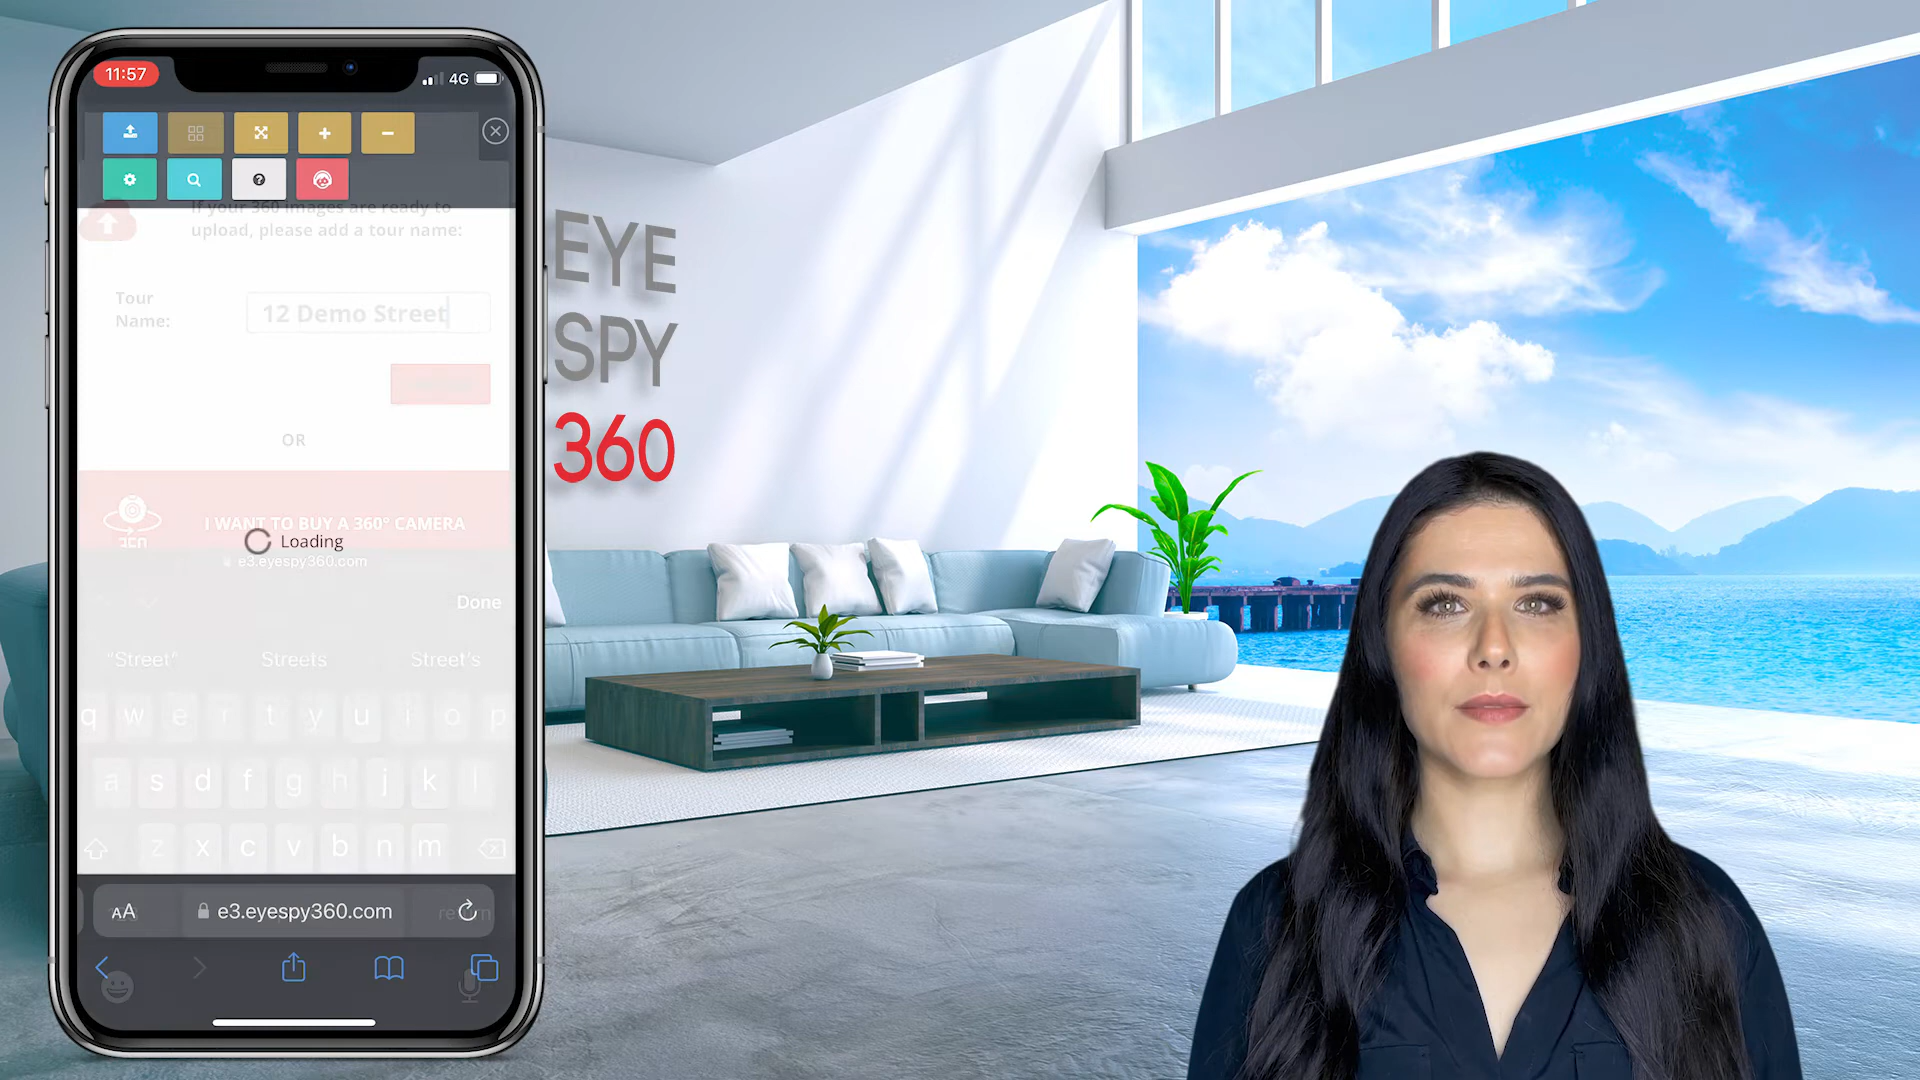 11:57
4G
If your 360 images are ready to
upload, please add a tour name:
Tour
Name:
12 Demo Street
OR
I WANT TO BUY A 360° CAMERA
360
Loading
e3.eyespy360.com
Done
"Street" Streets Street's
q w e r t y u i o p
a s d f g h j k l
z x c v b n m
AA
e3.eyespy360.com
return
EYE
SPY
360